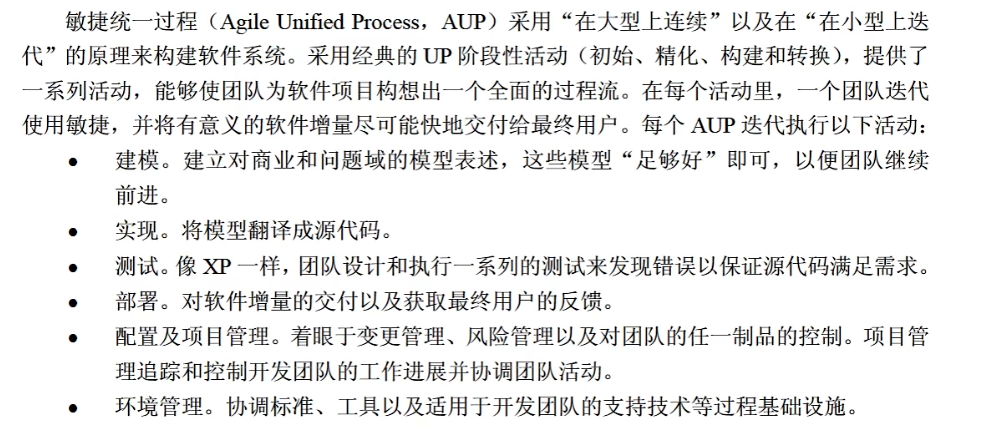 敏捷统一过程（Agile Unified Process，AUP）采用“在大型上连续”以及在“在小型上迭
代”的原理来构建软件系统。采用经典的 UP 阶段性活动（初始、精化、构建和转换），提供了
一系列活动，能够使团队为软件项目构想出一个全面的过程流。在每个活动里，一个团队迭代
使用敏捷，并将有意义的软件增量尽可能快地交付给最终用户。每个 AUP 迭代执行以下活动：
● 建模。建立对商业和问题域的模型表述，这些模型“足够好”即可，以便团队继续
前进。
● 实现。将模型翻译成源代码。
● 测试。像 XP 一样，团队设计和执行一系列的测试来发现错误以保证源代码满足需求。
● 部署。对软件增量的交付以及获取最终用户的反馈。
● 配置及项目管理。着眼于变更管理、风险管理以及对团队的任一制品的控制。项目管
理追踪和控制开发团队的工作进展并协调团队活动。
● 环境管理。协调标准、工具以及适用于开发团队的支持技术等过程基础设施。